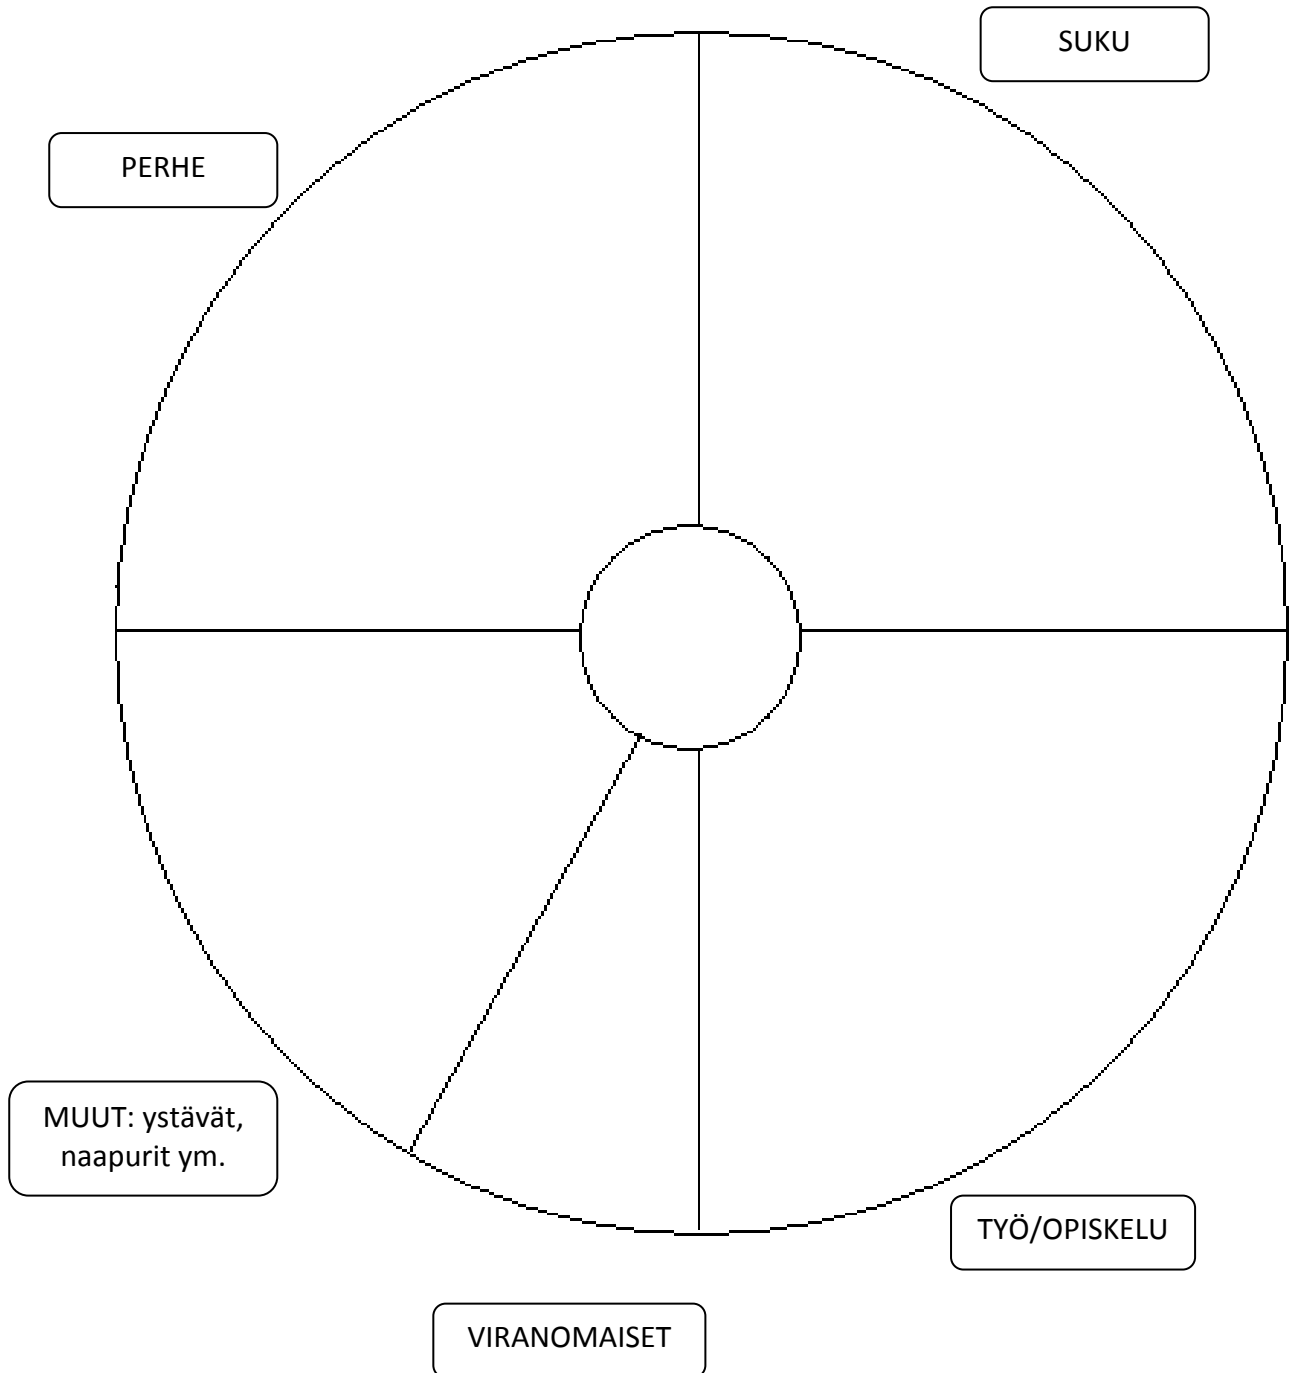 SUKU
PERHE
MUUT: ystävät,
naapurit ym.
TYÖ/OPISKELU
VIRANOMAISET